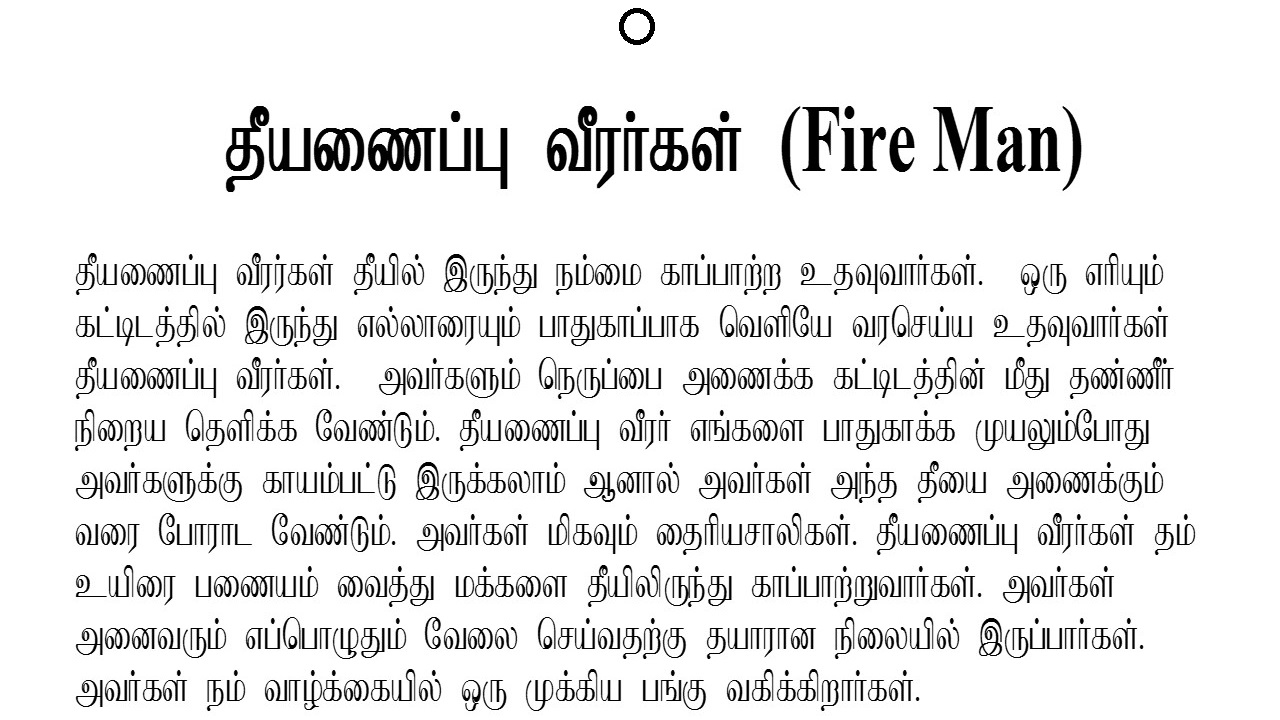 தீயணைப்பு வீரர்கள் (Fire Man)
தீயணைப்பு வீரர்கள் தீயில் இருந்து நம்மை காப்பாற்ற உதவுவார்கள். ஒரு எரியும்
கட்டிடத்தில் இருந்து எல்லாரையும் பாதுகாப்பாக வெளியே வரசெய்ய உதவுவார்கள்
தீயணைப்பு வீரர்கள். அவர்களும் நெருப்பை அணைக்க கட்டிடத்தின் மீது தண்ணீர்
நிறைய தெளிக்க வேண்டும். தீயணைப்பு வீரர் எங்களை பாதுகாக்க முயலும்போது
அவர்களுக்கு காயம்பட்டு இருக்கலாம் ஆனால் அவர்கள் அந்த தீயை அணைக்கும்
வரை போராட வேண்டும். அவர்கள் மிகவும் தைரியசாலிகள். தீயணைப்பு வீரர்கள் தம்
உயிரை பணையம் வைத்து மக்களை தீயிலிருந்து காப்பாற்றுவார்கள். அவர்கள்
அனைவரும் எப்பொழுதும் வேலை செய்வதற்கு தயாரான நிலையில் இருப்பார்கள்.
அவர்கள் நம் வாழ்க்கையில் ஒரு முக்கிய பங்கு வகிக்கிறார்கள்.